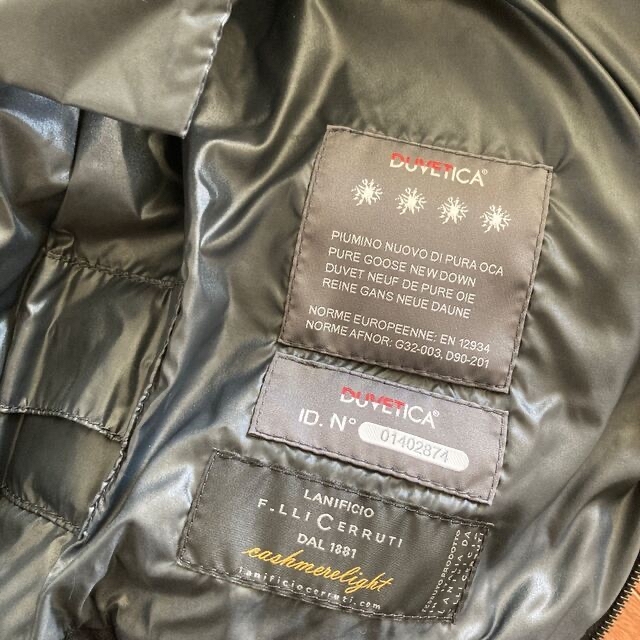 DUVETICA®
PIUMINO NUOVO DI PURA OCA
PURE GOOSE NEW DOWN
DUVET NEUF DE PURE OIE
REINE GANS NEUE DAUNE
NORME EUROPEENNE: EN 12934
NORME AFNOR: G32-003, D90-201
DUVETICA®
ID. N° 01402874
LANIFICIO
F.LLI CERRUTI
DAL 1881
cashmerelight
lanificiocerruti.com